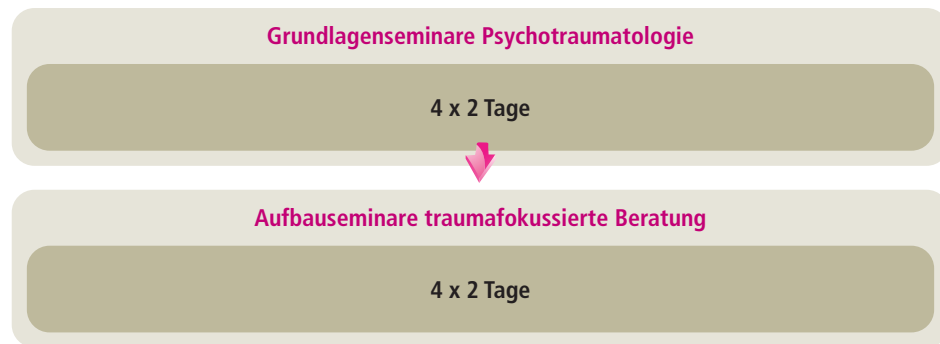 Grundlagenseminare Psychotraumatologie
4 x 2 Tage
Aufbauseminare traumafokussierte Beratung
4 x 2 Tage